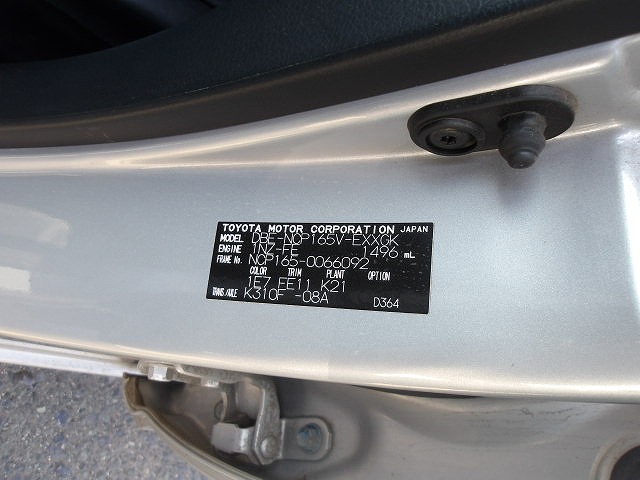 TOYOTA MOTOR CORPORATION JAPAN
MODEL DBE-NCP165V-EXXGK
ENGINE 1NZ-FE 1496 mL
FRAME No. NCP165-0066092
COLOR TRIM PLANT OPTION
1E7 EE11 K21
TRANS./AXLE K310F -08A D364